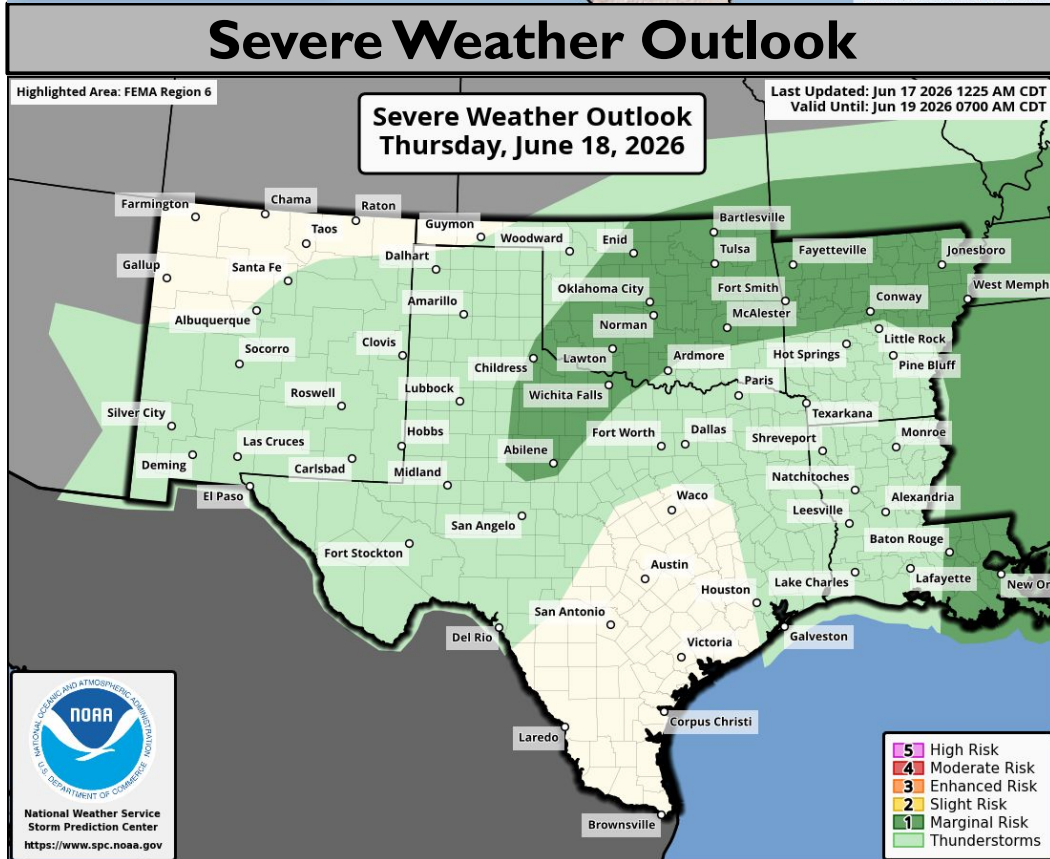 Severe Weather Outlook
Highlighted Area: FEMA Region 6
Severe Weather Outlook
Thursday, June 18, 2026
Last Updated: Jun 17 2026 1225 AM CDT
Valid Until: Jun 19 2026 0700 AM CDT
Farmington
Chama
Raton
Taos
Guymon
Bartlesville
Woodward
Enid
Tulsa
Fayetteville
Jonesboro
Gallup
Santa Fe
Dalhart
Oklahoma City
Fort Smith
West Memph
Albuquerque
Amarillo
Norman
McAlester
Conway
Socorro
Clovis
Childress
Lawton
Ardmore
Hot Springs
Little Rock
Pine Bluff
Roswell
Lubbock
Wichita Falls
Paris
Silver City
Texarkana
Las Cruces
Hobbs
Abilene
Fort Worth
Dallas
Shreveport
Monroe
Deming
Carlsbad
Midland
Natchitoches
El Paso
Waco
Alexandria
San Angelo
Leesville
Fort Stockton
Baton Rouge
Austin
Houston
Lake Charles
Lafayette
New Or
San Antonio
Del Rio
Victoria
Galveston
Laredo
Corpus Christi
Brownsville
NATIONAL OCEANIC AND ATMOSPHERIC ADMINISTRATION
NOAA
U.S. DEPARTMENT OF COMMERCE
National Weather Service
Storm Prediction Center
https://www.spc.noaa.gov
5 High Risk
4 Moderate Risk
3 Enhanced Risk
2 Slight Risk
1 Marginal Risk
Thunderstorms